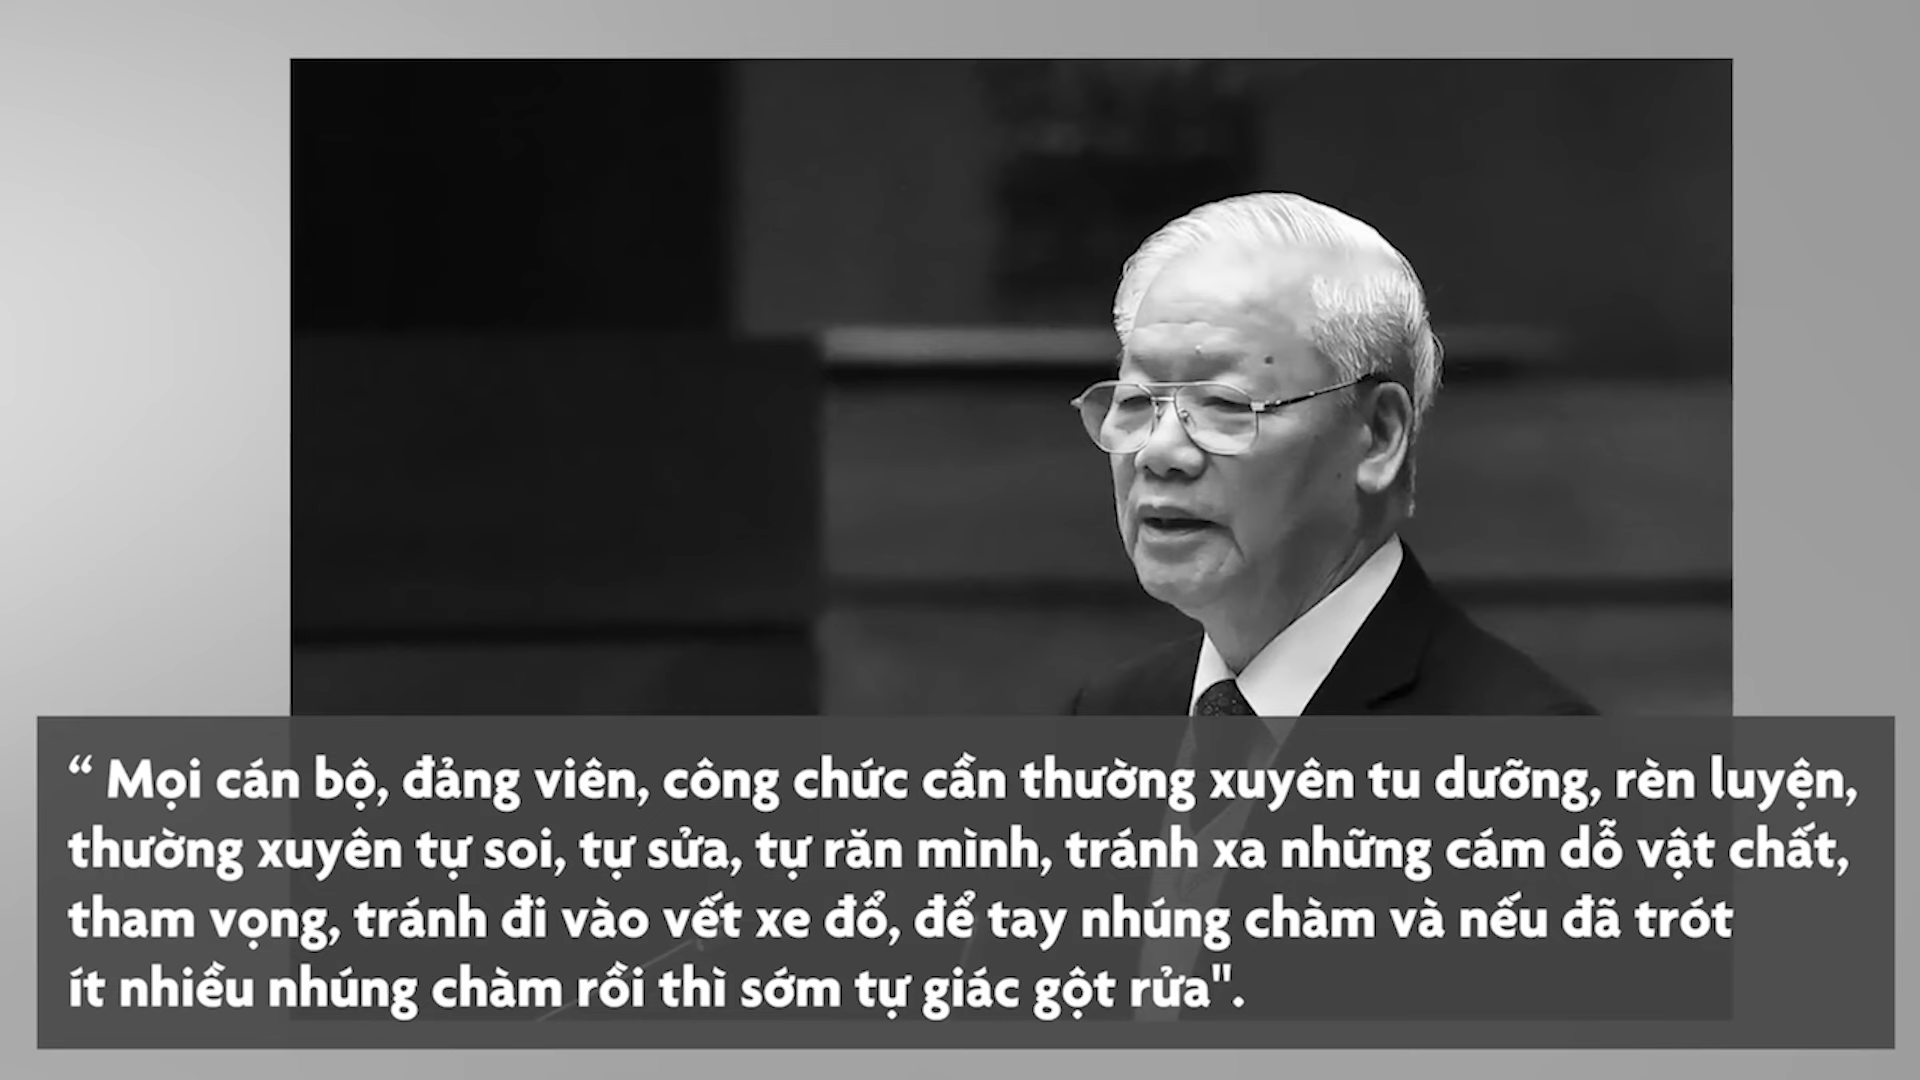 “ Mọi cán bộ, đảng viên, công chức cần thường xuyên tu dưỡng, rèn luyện,
thường xuyên tự soi, tự sửa, tự răn mình, tránh xa những cám dỗ vật chất,
tham vọng, tránh đi vào vết xe đổ, để tay nhúng chàm và nếu đã trót
ít nhiều nhúng chàm rồi thì sớm tự giác gột rửa".